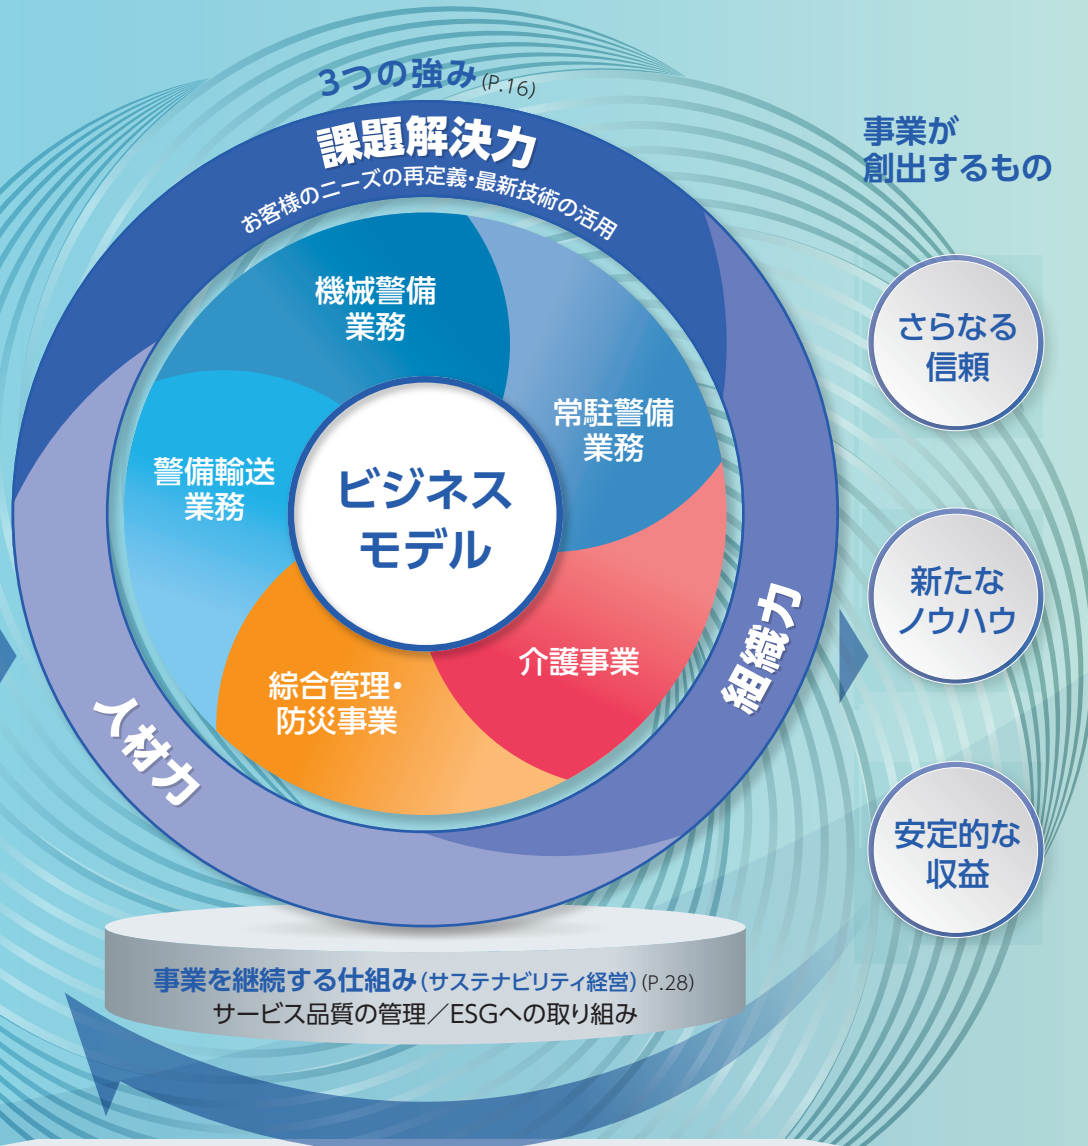 3つの強み(P.16)
課題解決力
お客様のニーズの再定義・最新技術の活用
機械警備
業務
常駐警備
業務
警備輸送
業務
ビジネス
モデル
介護事業
綜合管理・
防災事業
組織力
人材力
事業が
創出するもの
さらなる
信頼
新たな
ノウハウ
安定的な
収益
事業を継続する仕組み(サステナビリティ経営)(P.28)
サービス品質の管理／ESGへの取り組み